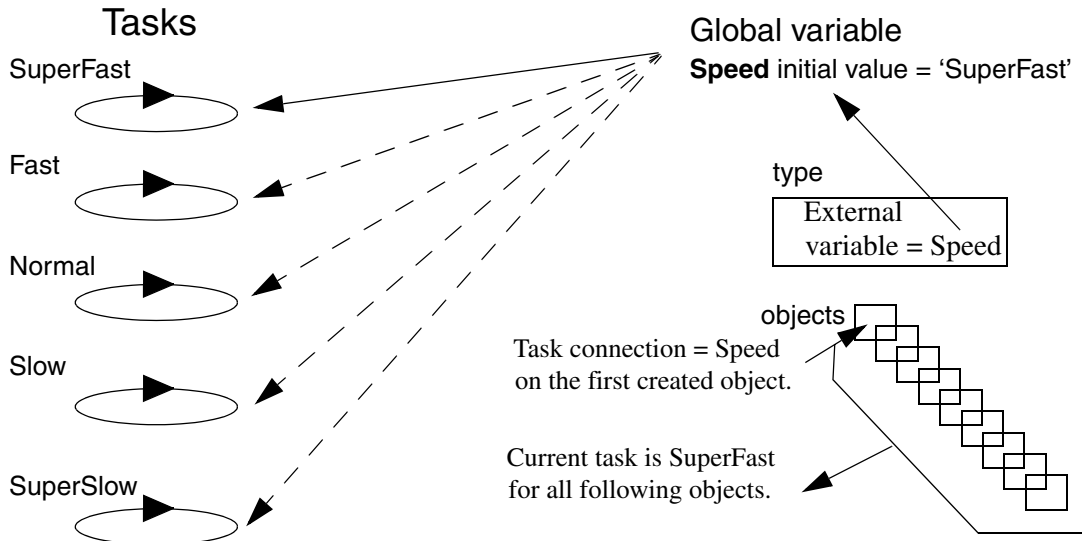 Tasks
SuperFast
Fast
Normal
Slow
SuperSlow
Global variable
Speed initial value = ‘SuperFast’
type
External
variable = Speed
objects
Task connection = Speed
on the first created object.
Current task is SuperFast
for all following objects.